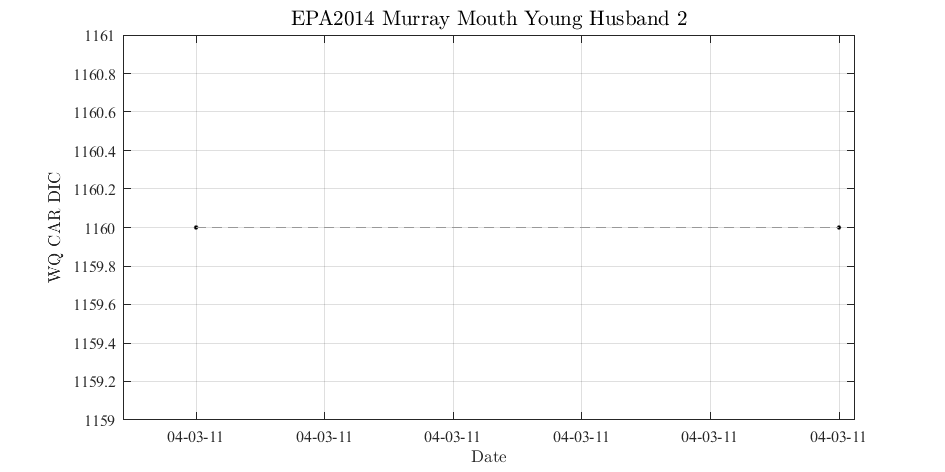 EPA2014 Murray Mouth Young Husband 2
1161
1160.8
1160.6
1160.4
1160.2
1160
1159.8
1159.6
1159.4
1159.2
1159
WQ CAR DIC
04-03-11 04-03-11 04-03-11 04-03-11 04-03-11 04-03-11
Date